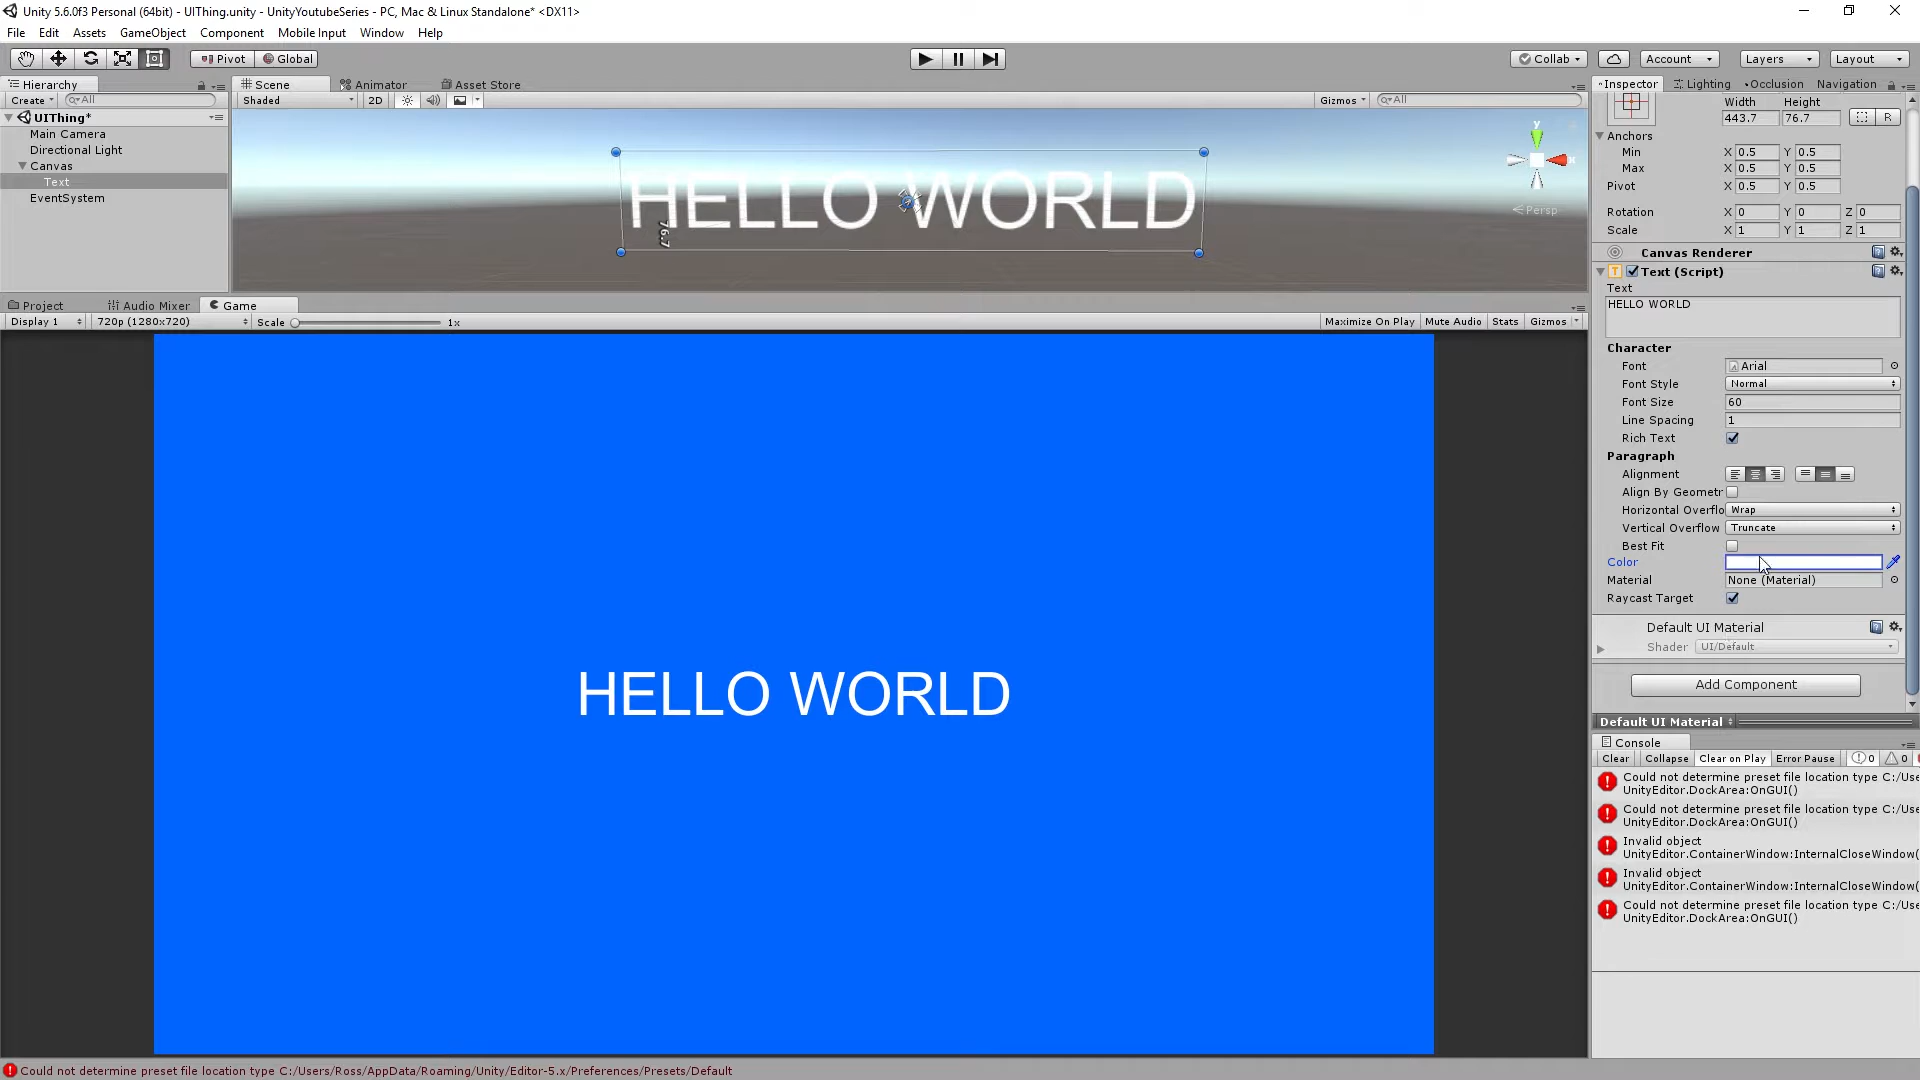 Unity 5.6.0f3 Personal (64bit) - UIThing.unity - UnityYoutubeSeries - PC, Mac & Linux Standalone* <DX11>
File Edit Assets GameObject Component Mobile Input Window Help
Pivot Global Collab Account Layers Layout
Hierarchy
Create All
UIThing*
Main Camera
Directional Light
Canvas
Text
EventSystem
Scene Animator Asset Store
Shaded 2D Gizmos All
HELLO WORLD
76.7
y
x
Persp
Project Audio Mixer Game
Display 1 720p (1280x720) Scale 1x Maximize On Play Mute Audio Stats Gizmos
HELLO WORLD
Inspector Lighting Occlusion Navigation
Width Height
443.7 76.7 R
Anchors
Min X 0.5 Y 0.5
Max X 0.5 Y 0.5
Pivot X 0.5 Y 0.5
Rotation X 0 Y 0 Z 0
Scale X 1 Y 1 Z 1
Canvas Renderer
Text (Script)
Text
HELLO WORLD
Character
Font Arial
Font Style Normal
Font Size 60
Line Spacing 1
Rich Text
Paragraph
Alignment
Align By Geometr
Horizontal Overflo Wrap
Vertical Overflow Truncate
Best Fit
Color
Material None (Material)
Raycast Target
Default UI Material
Shader UI/Default
Add Component
Default UI Material
Console
Clear Collapse Clear on Play Error Pause 0 0
Could not determine preset file location type C:/Use
UnityEditor.DockArea:OnGUI()
Could not determine preset file location type C:/Use
UnityEditor.DockArea:OnGUI()
Invalid object
UnityEditor.ContainerWindow:InternalCloseWindow(
Invalid object
UnityEditor.ContainerWindow:InternalCloseWindow(
Could not determine preset file location type C:/Use
UnityEditor.DockArea:OnGUI()
Could not determine preset file location type C:/Users/Ross/AppData/Roaming/Unity/Editor-5.x/Preferences/Presets/Default